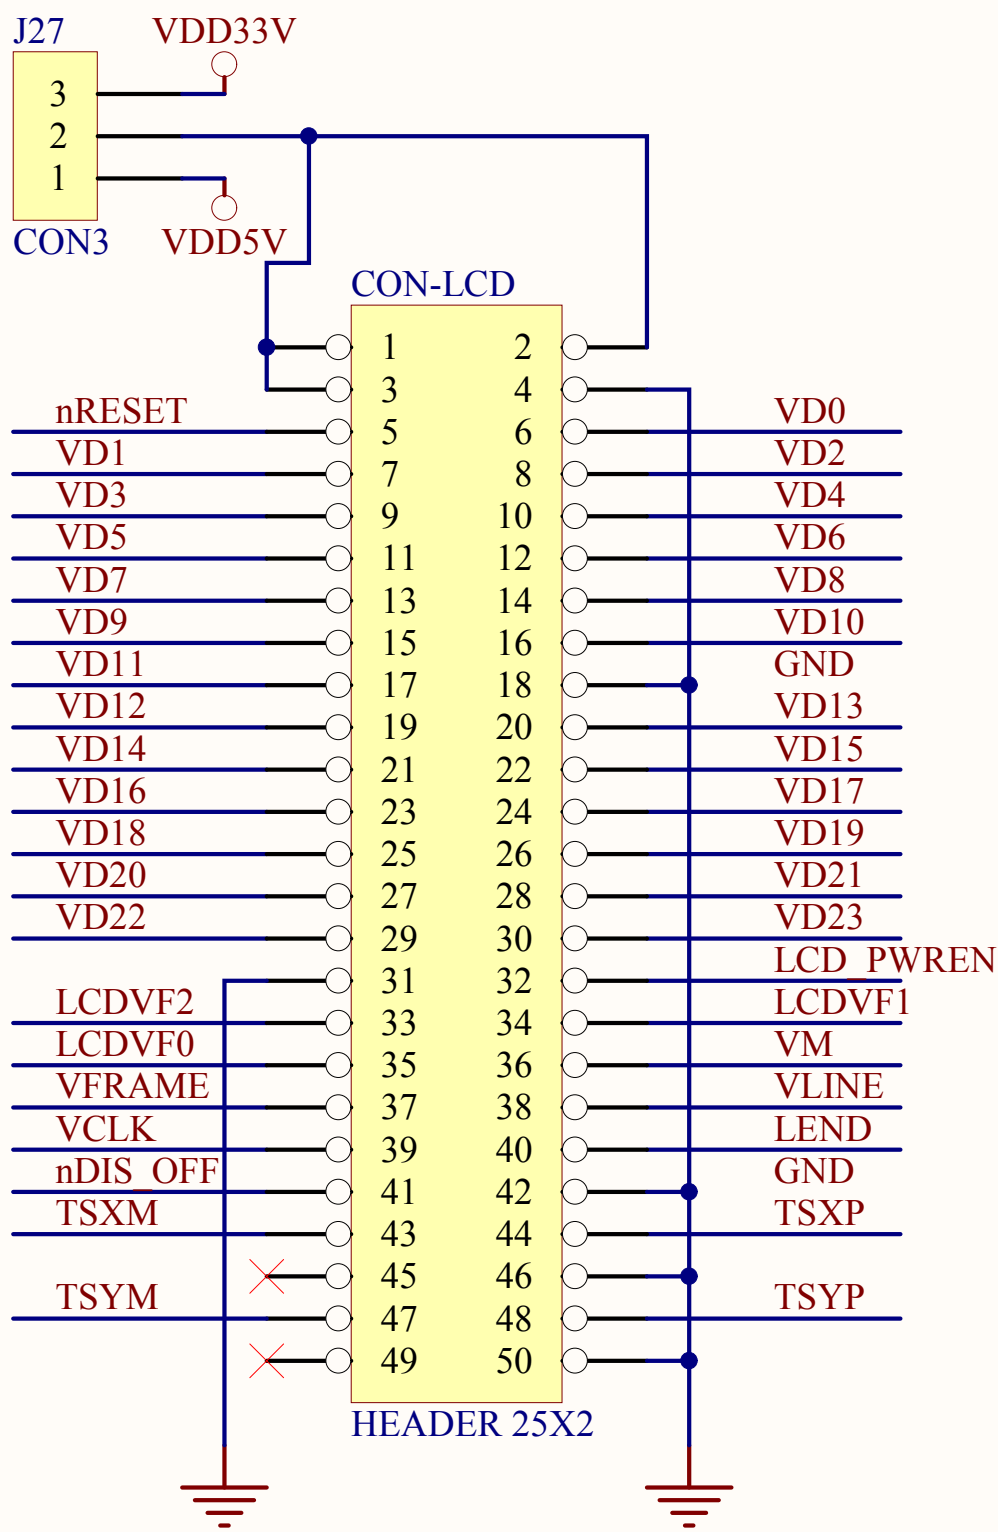 J27 VDD33V
3
2
1
CON3 VDD5V
CON-LCD
1 2
3 4
nRESET 5 6 VD0
VD1 7 8 VD2
VD3 9 10 VD4
VD5 11 12 VD6
VD7 13 14 VD8
VD9 15 16 VD10
VD11 17 18 GND
VD12 19 20 VD13
VD14 21 22 VD15
VD16 23 24 VD17
VD18 25 26 VD19
VD20 27 28 VD21
VD22 29 30 VD23
31 32 LCD_PWREN
LCDVF2 33 34 LCDVF1
LCDVF0 35 36 VM
VFRAME 37 38 VLINE
VCLK 39 40 LEND
nDIS_OFF 41 42 GND
TSXM 43 44 TSXP
45 46
TSYM 47 48 TSYP
49 50
HEADER 25X2